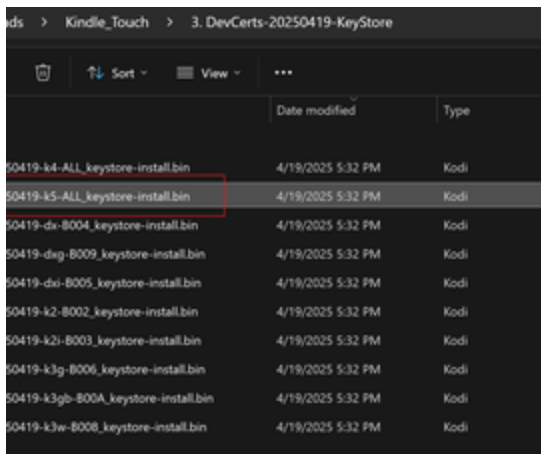 ads > Kindle_Touch > 3. DevCerts-20250419-KeyStore
Sort View ...
Date modified Type
50419-k4-ALL_keystore-install.bin 4/19/2025 5:32 PM Kodi
50419-k5-ALL_keystore-install.bin 4/19/2025 5:32 PM Kodi
50419-dx-B004_keystore-install.bin 4/19/2025 5:32 PM Kodi
50419-dxg-B009_keystore-install.bin 4/19/2025 5:32 PM Kodi
50419-dxi-B005_keystore-install.bin 4/19/2025 5:32 PM Kodi
50419-k2-B002_keystore-install.bin 4/19/2025 5:32 PM Kodi
50419-k2i-B003_keystore-install.bin 4/19/2025 5:32 PM Kodi
50419-k3g-B006_keystore-install.bin 4/19/2025 5:32 PM Kodi
50419-k3gb-B00A_keystore-install.bin 4/19/2025 5:32 PM Kodi
50419-k3w-B008_keystore-install.bin 4/19/2025 5:32 PM Kodi